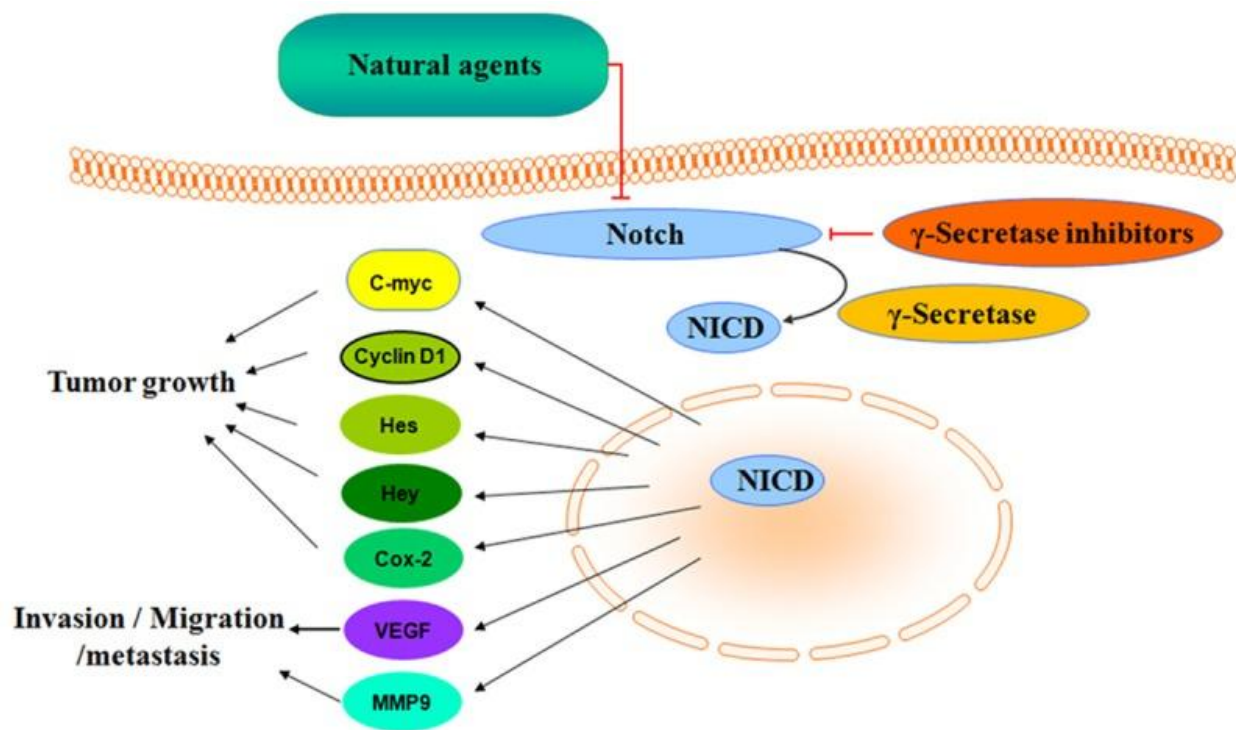 Natural agents
Notch
γ-Secretase inhibitors
C-myc
NICD
γ-Secretase
Cyclin D1
Tumor growth
Hes
NICD
Hey
Cox-2
Invasion / Migration
/metastasis
VEGF
MMP9